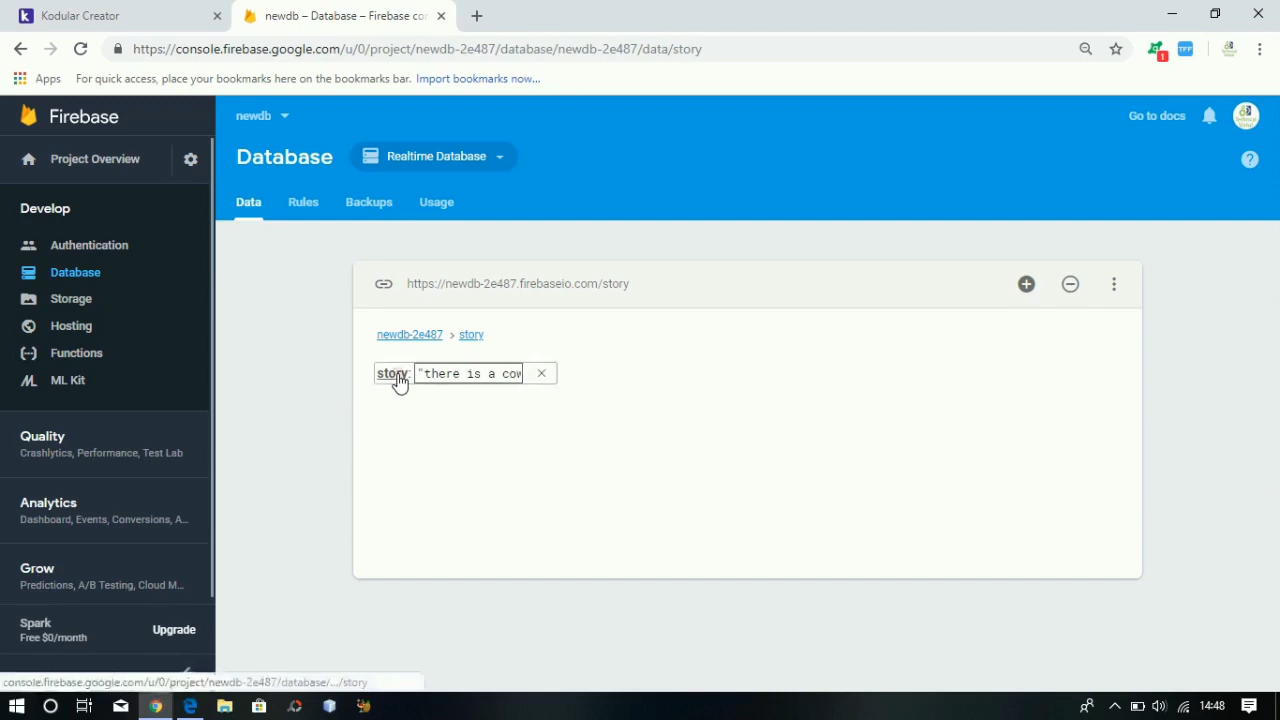 Kodular Creator
newdb – Database – Firebase con
https://console.firebase.google.com/u/0/project/newdb-2e487/database/newdb-2e487/data/story
1
TFF
Apps
For quick access, place your bookmarks here on the bookmarks bar. Import bookmarks now...
Firebase
newdb
Go to docs
Project Overview
Database
Realtime Database
Develop
Data
Rules
Backups
Usage
Authentication
Database
Storage
Hosting
Functions
ML Kit
https://newdb-2e487.firebaseio.com/story
newdb-2e487 > story
story: "there is a cow
Quality
Crashlytics, Performance, Test Lab
Analytics
Dashboard, Events, Conversions, A...
Grow
Predictions, A/B Testing, Cloud M...
Spark
Free $0/month
Upgrade
console.firebase.google.com/u/0/project/newdb-2e487/database/.../story
14:48